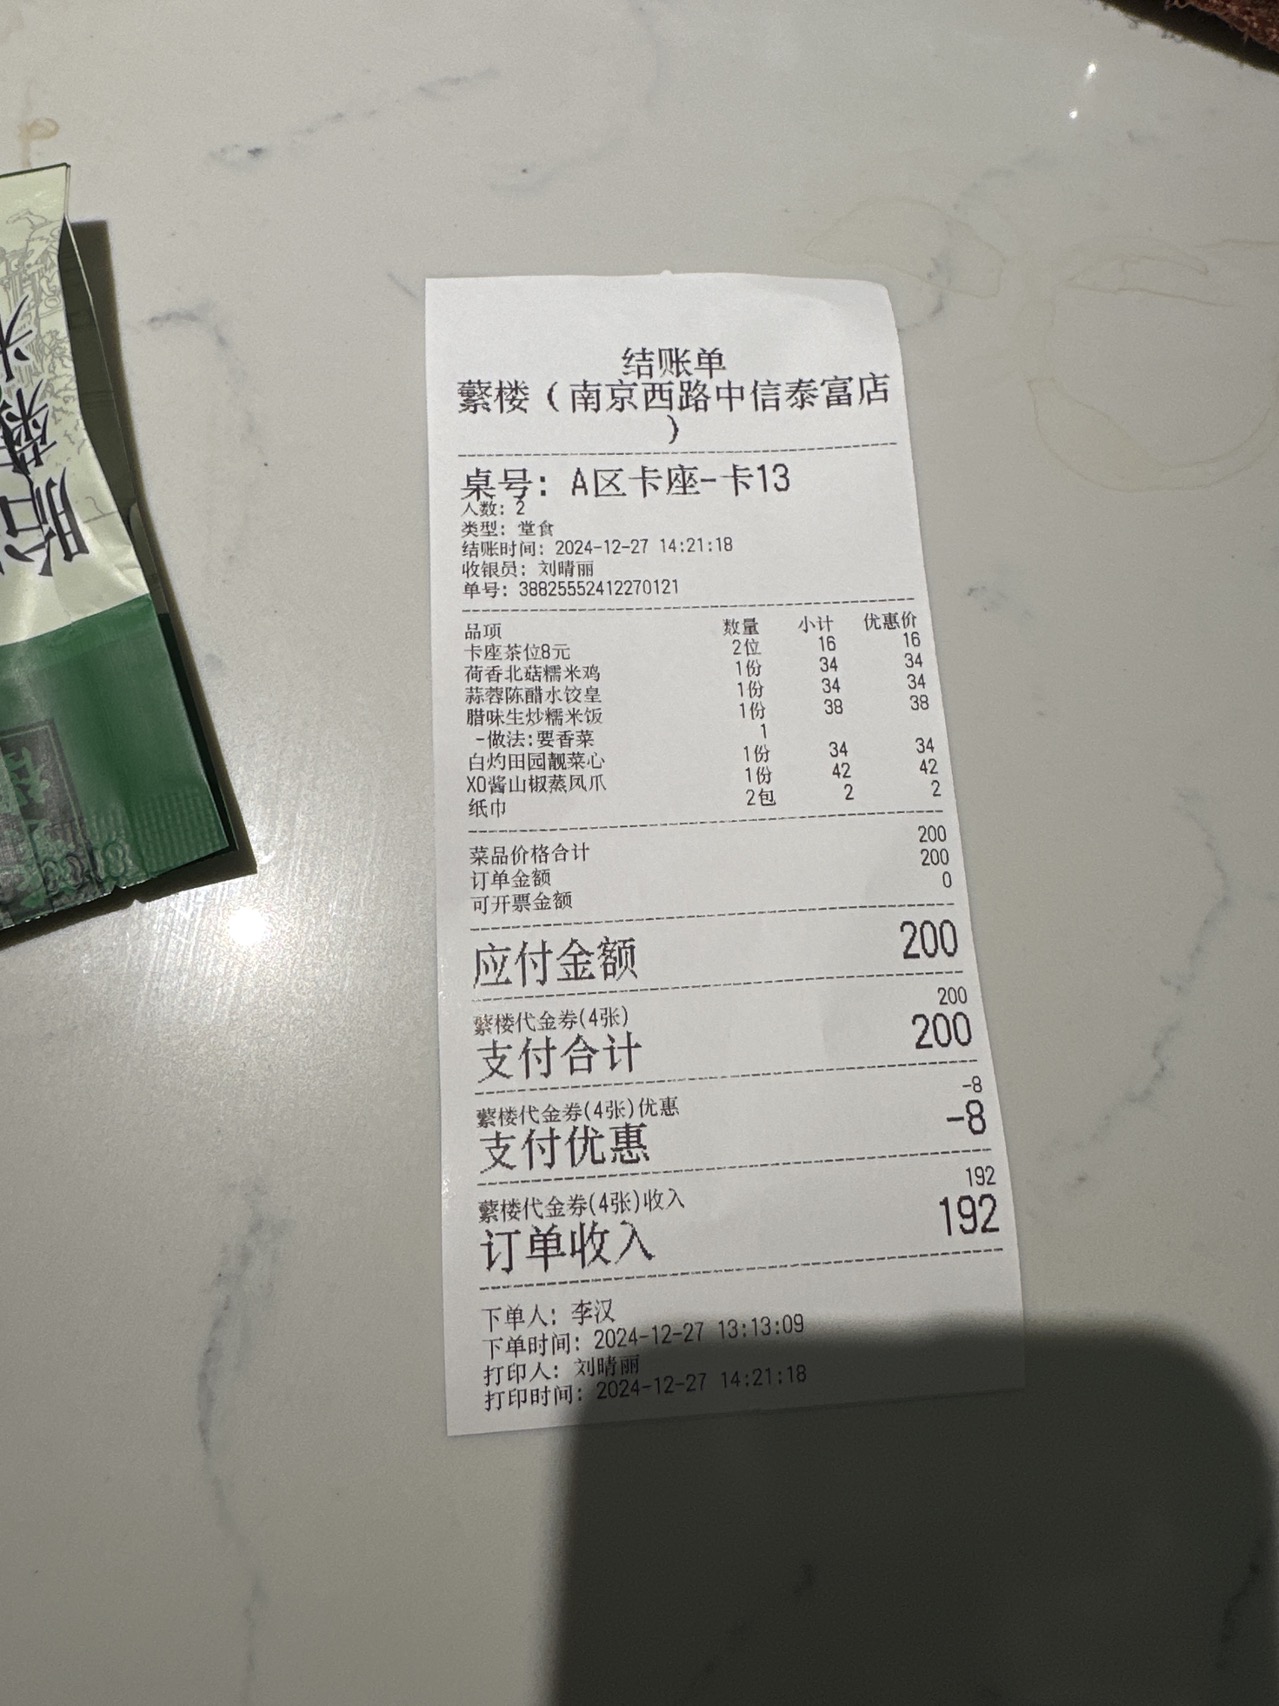 结账单
蘩楼（南京西路中信泰富店
）
桌号: A区卡座-卡13
人数: 2
类型: 堂食
结账时间: 2024-12-27 14:21:18
收银员: 刘晴丽
单号: 38825552412270121
品项 数量 小计 优惠价
卡座茶位8元 2位 16 16
荷香北菇糯米鸡 1份 34 34
蒜蓉陈醋水饺皇 1份 34 34
腊味生炒糯米饭 1份 38 38
-做法:要香菜 1
白灼田园靓菜心 1份 34 34
XO酱山椒蒸凤爪 1份 42 42
纸巾 2包 2 2
菜品价格合计 200
订单金额 200
可开票金额 0
应付金额 200
蘩楼代金券(4张) 200
支付合计 200
蘩楼代金券(4张)优惠 -8
支付优惠 -8
蘩楼代金券(4张)收入 192
订单收入 192
下单人: 李汉
下单时间: 2024-12-27 13:13:09
打印人: 刘晴丽
打印时间: 2024-12-27 14:21:18